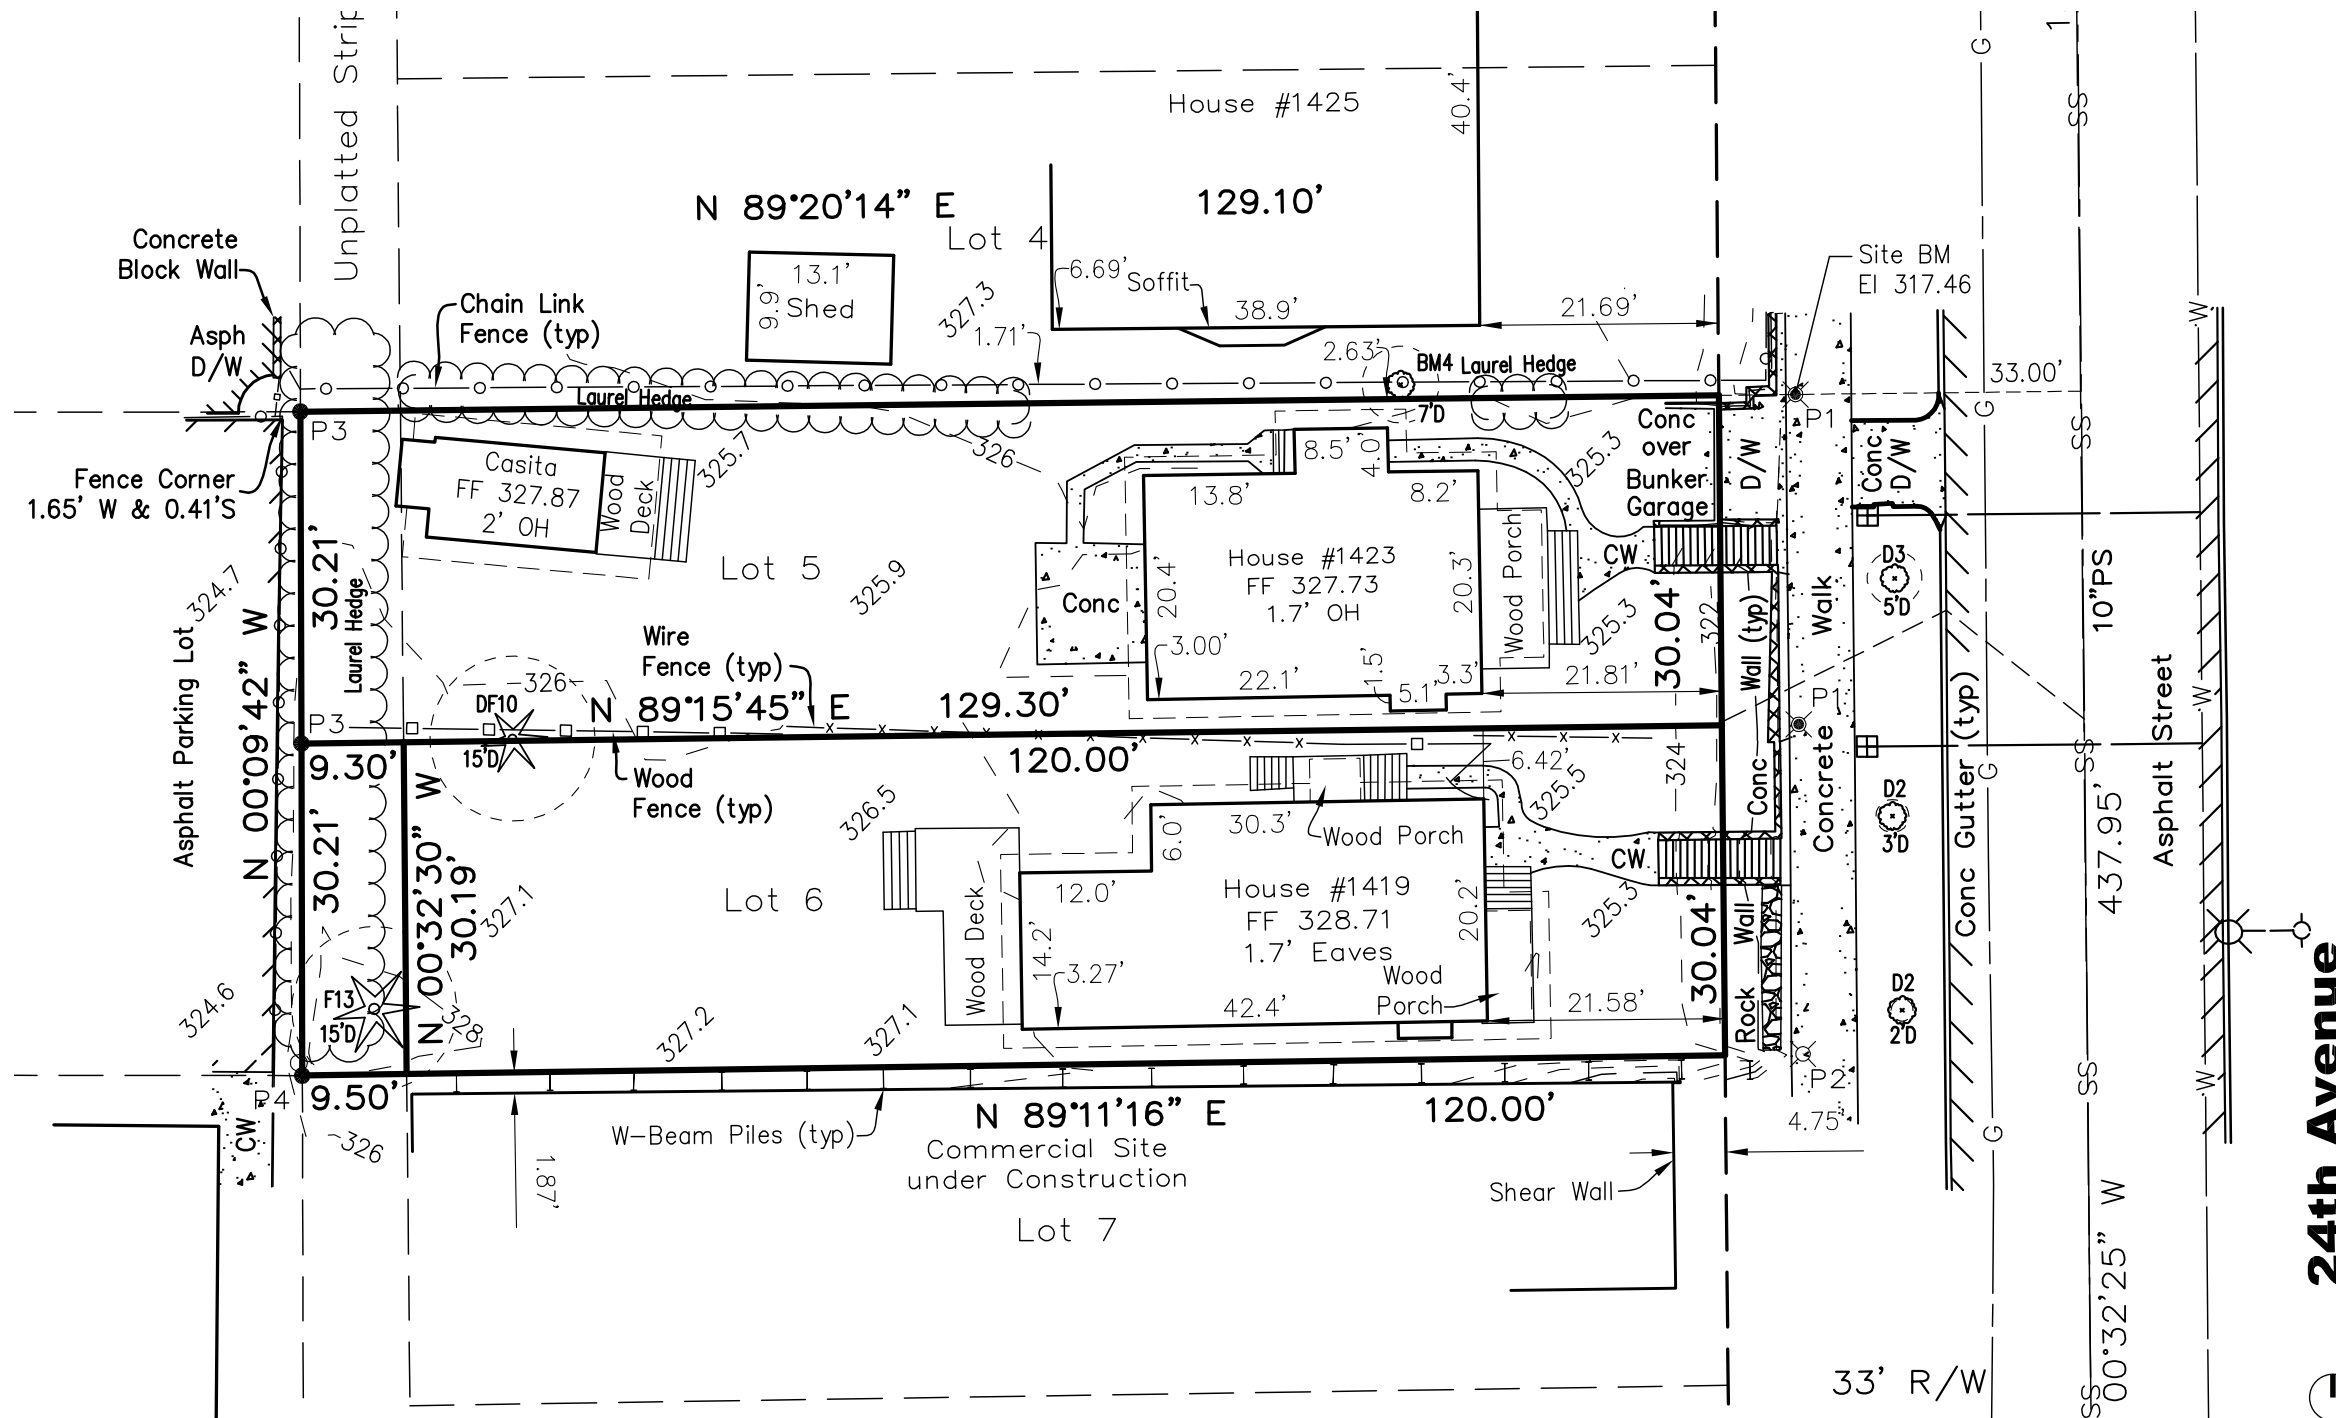 Unplatted Strip
House #1425
40.4'
N 89°20'14" E
129.10'
Lot 4
Concrete
Block Wall
Asph
D/W
Chain Link
Fence (typ)
13.1'
9.9'
Shed
327.3
1.71'
6.69'
Soffit
38.9'
21.69'
2.63'
BM4
Laurel Hedge
7'D
Site BM
El 317.46
33.00'
G
SS
W
1
Laurel Hedge
P3
Fence Corner
1.65' W & 0.41'S
Casita
FF 327.87
2' OH
Wood
Deck
325.7
326
8.5'
4.0'
13.8'
8.2'
325.3
Conc
over
Bunker
Garage
D/W
P1
Conc
D/W
G
SS
30.21'
Laurel Hedge
324.7
Lot 5
325.9
Conc
20.4'
House #1423
FF 327.73
1.7' OH
20.3'
Wood Porch
CW
30.04'
322
325.3
Wall (typ)
Walk
D3
5'D
10"PS
N 00°09'42" W
Asphalt Parking Lot
Wire
Fence (typ)
3.00'
22.1'
1.5'
5.1'
3.3'
21.81'
326
DF10
15'D
N 89°15'45" E
129.30'
P3
P1
W
Asphalt Street
Conc Gutter (typ)
9.30'
Wood
Fence (typ)
120.00'
6.42'
324
325.5
Conc
Concrete
G
SS
30.21'
N 00°32'30" W
30.19'
327.1
326.5
6.0'
30.3'
Wood Porch
D2
3'D
437.95'
Lot 6
12.0'
House #1419
FF 328.71
1.7' Eaves
20.2'
CW
325.3
30.04'
Wall
Rock
Wood Deck
14.2'
3.27'
42.4'
Wood
Porch
21.58'
D2
2'D
24th Avenue
F13
15'D
324.6
328
327.2
327.1
P4
9.50'
CW
326
1.87'
W-Beam Piles (typ)
N 89°11'16" E
120.00'
Commercial Site
under Construction
Lot 7
Shear Wall
4.75'
P2
G
SS
W
00°32'25" W
33' R/W
SS